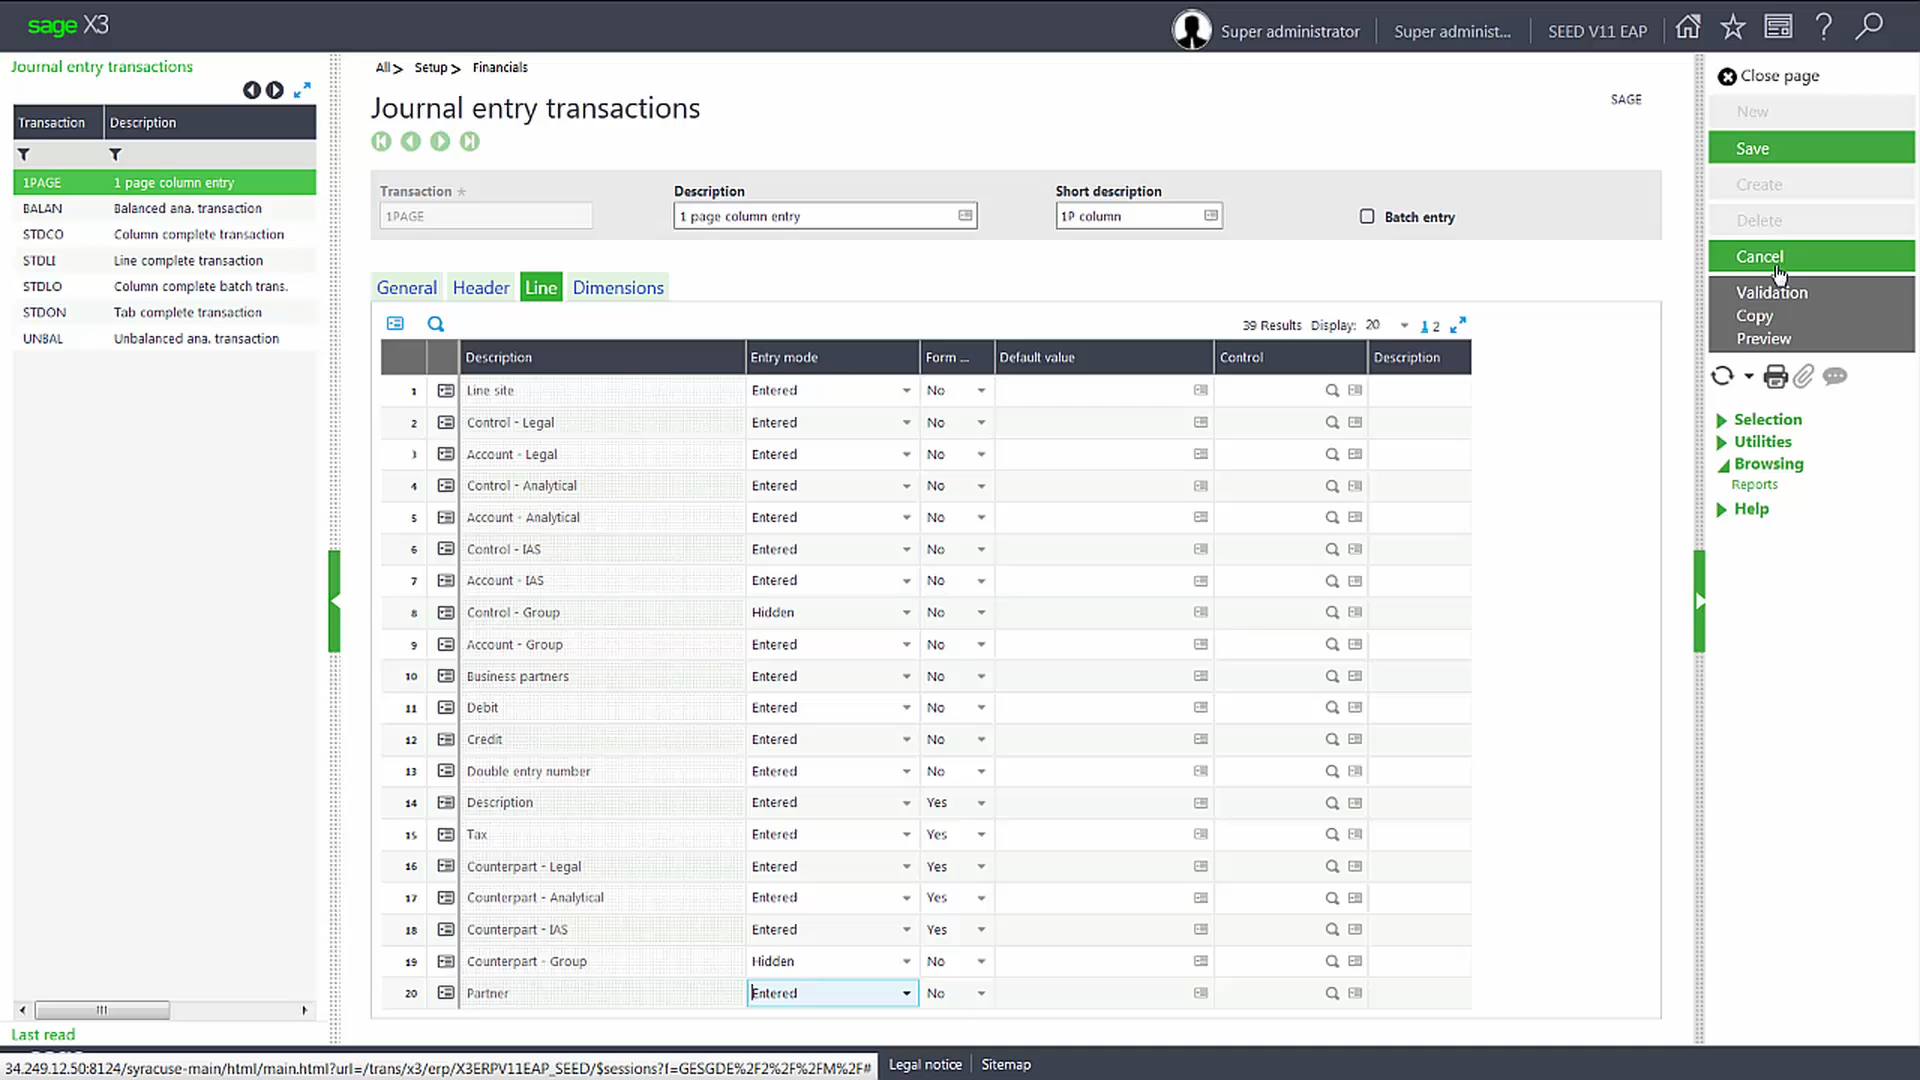 sage X3
Super administrator
Super administ...
SEED V11 EAP
Journal entry transactions
Transaction Description
1PAGE 1 page column entry
BALAN Balanced ana. transaction
STDCO Column complete transaction
STDLI Line complete transaction
STDLO Column complete batch trans.
STDON Tab complete transaction
UNBAL Unbalanced ana. transaction
Last read
All> Setup> Financials
Journal entry transactions
SAGE
Transaction * Description Short description
1PAGE 1 page column entry 1P column Batch entry
General Header Line Dimensions
39 Results Display: 20 1 2
Description Entry mode Form ... Default value Control Description
1 Line site Entered No
2 Control - Legal Entered No
3 Account - Legal Entered No
4 Control - Analytical Entered No
5 Account - Analytical Entered No
6 Control - IAS Entered No
7 Account - IAS Entered No
8 Control - Group Hidden No
9 Account - Group Entered No
10 Business partners Entered No
11 Debit Entered No
12 Credit Entered No
13 Double entry number Entered No
14 Description Entered Yes
15 Tax Entered Yes
16 Counterpart - Legal Entered Yes
17 Counterpart - Analytical Entered Yes
18 Counterpart - IAS Entered Yes
19 Counterpart - Group Hidden No
20 Partner Entered No
Close page
New
Save
Create
Delete
Cancel
Validation
Copy
Preview
Selection
Utilities
Browsing
Reports
Help
34.249.12.50:8124/syracuse-main/html/main.html?url=/trans/x3/erp/X3ERPV11EAP_SEED/$sessions?f=GESGDE%2F2%2F%2FM%2F#
Legal notice Sitemap